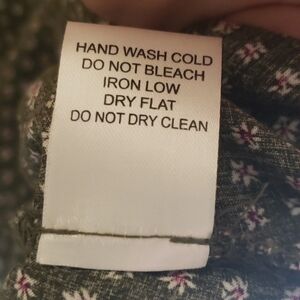 HAND WASH COLD
DO NOT BLEACH
IRON LOW
DRY FLAT
DO NOT DRY CLEAN